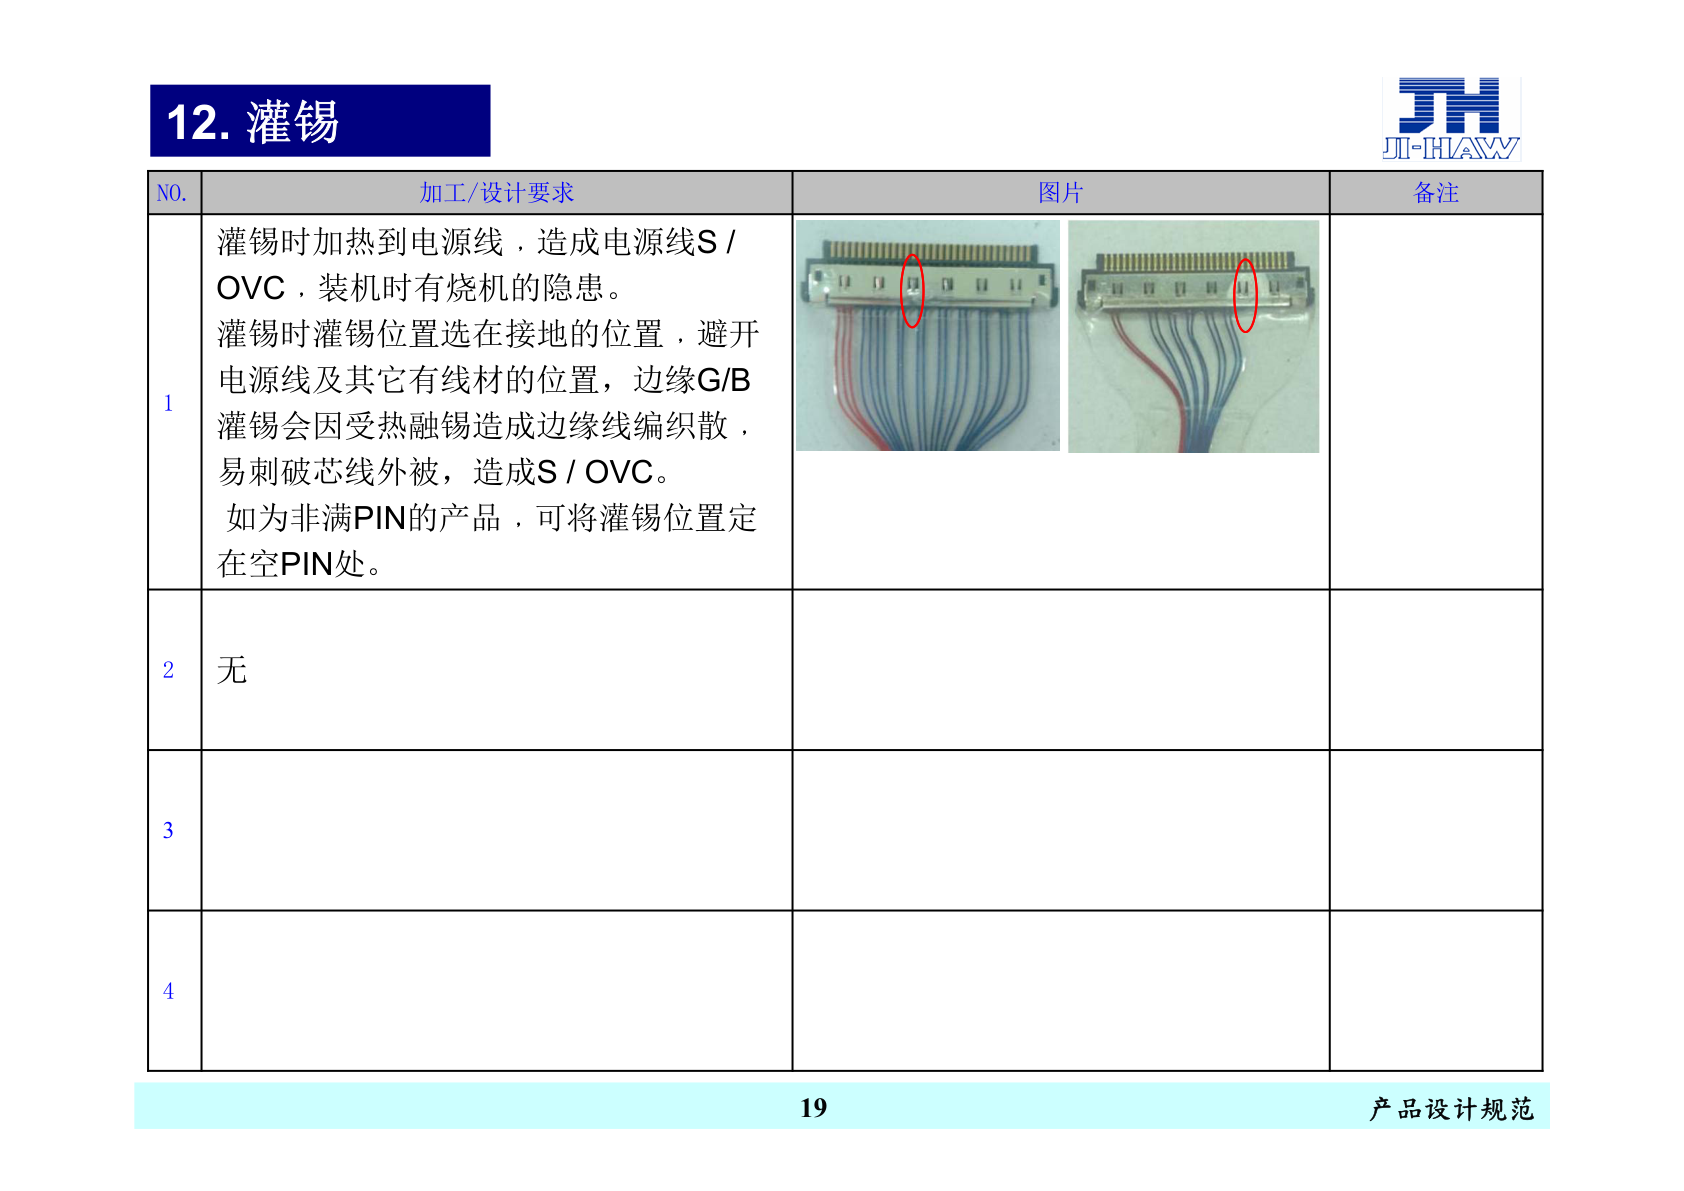 12. 灌锡
JI-HAW
NO.
加工/设计要求
图片
备注
1
灌锡时加热到电源线，造成电源线S /
OVC，装机时有烧机的隐患。
灌锡时灌锡位置选在接地的位置，避开
电源线及其它有线材的位置，边缘G/B
灌锡会因受热融锡造成边缘线编织散，
易刺破芯线外被，造成S / OVC。
如为非满PIN的产品，可将灌锡位置定
在空PIN处。
2
无
3
4
19
产品设计规范